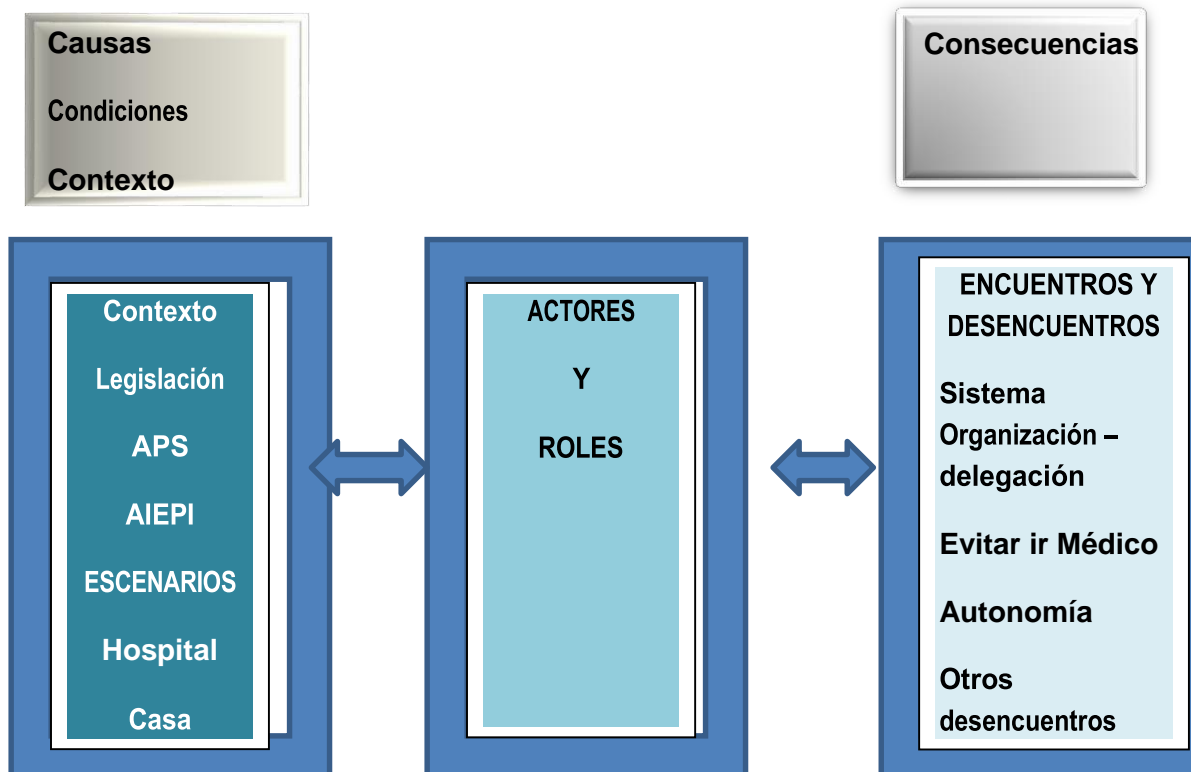 Causas
Condiciones
Contexto
Consecuencias
Contexto
Legislación
APS
AIEPI
ESCENARIOS
Hospital
Casa
ACTORES
Y
ROLES
ENCUENTROS Y
DESENCUENTROS
Sistema
Organización –
delegación
Evitar ir Médico
Autonomía
Otros
desencuentros